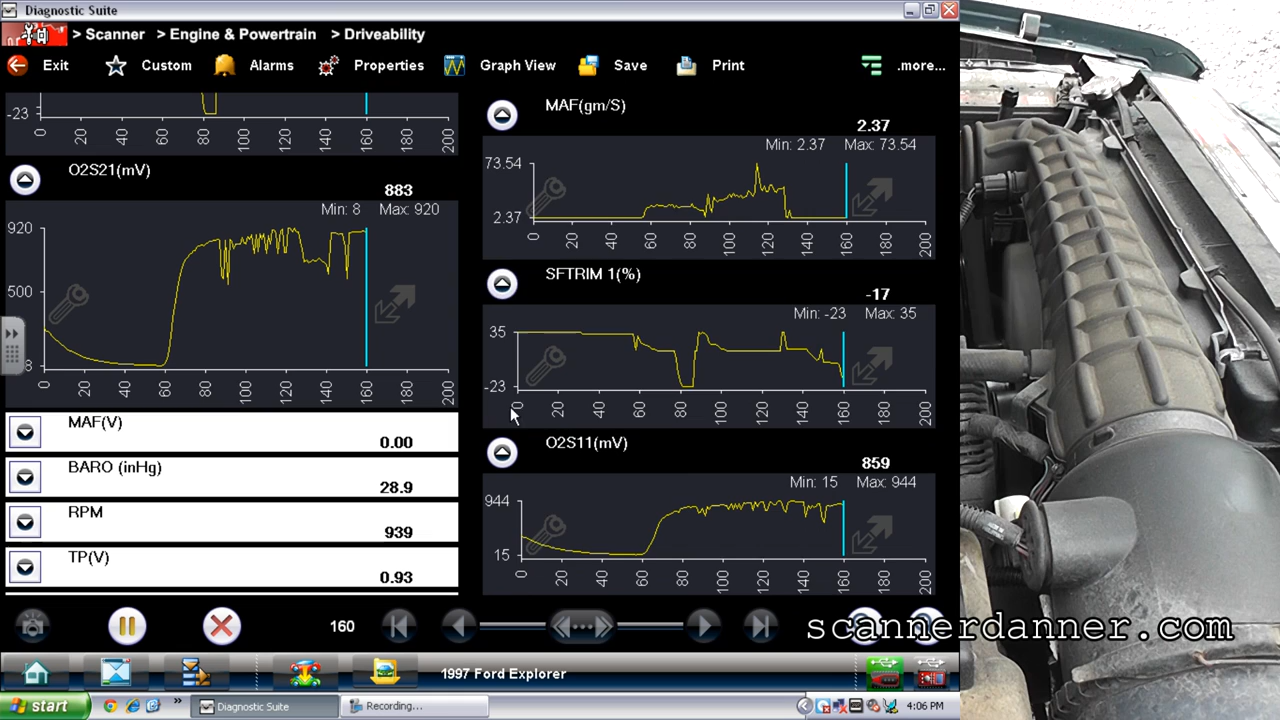 Diagnostic Suite
> Scanner > Engine & Powertrain > Driveability
Exit Custom Alarms Properties Graph View Save Print .more...
-23
0 20 40 60 80 100 120 140 160 180 200
O2S21(mV)
883
Min: 8 Max: 920
920
500
8
0 20 40 60 80 100 120 140 160 180 200
MAF(V)
0.00
BARO (inHg)
28.9
RPM
939
TP(V)
0.93
MAF(gm/S)
2.37
Min: 2.37 Max: 73.54
73.54
2.37
0 20 40 60 80 100 120 140 160 180 200
SFTRIM 1(%)
-17
Min: -23 Max: 35
35
-23
0 20 40 60 80 100 120 140 160 180 200
O2S11(mV)
859
Min: 15 Max: 944
944
15
0 20 40 60 80 100 120 140 160 180 200
160
scannerdanner.com
1997 Ford Explorer
start Diagnostic Suite Recording... 4:06 PM